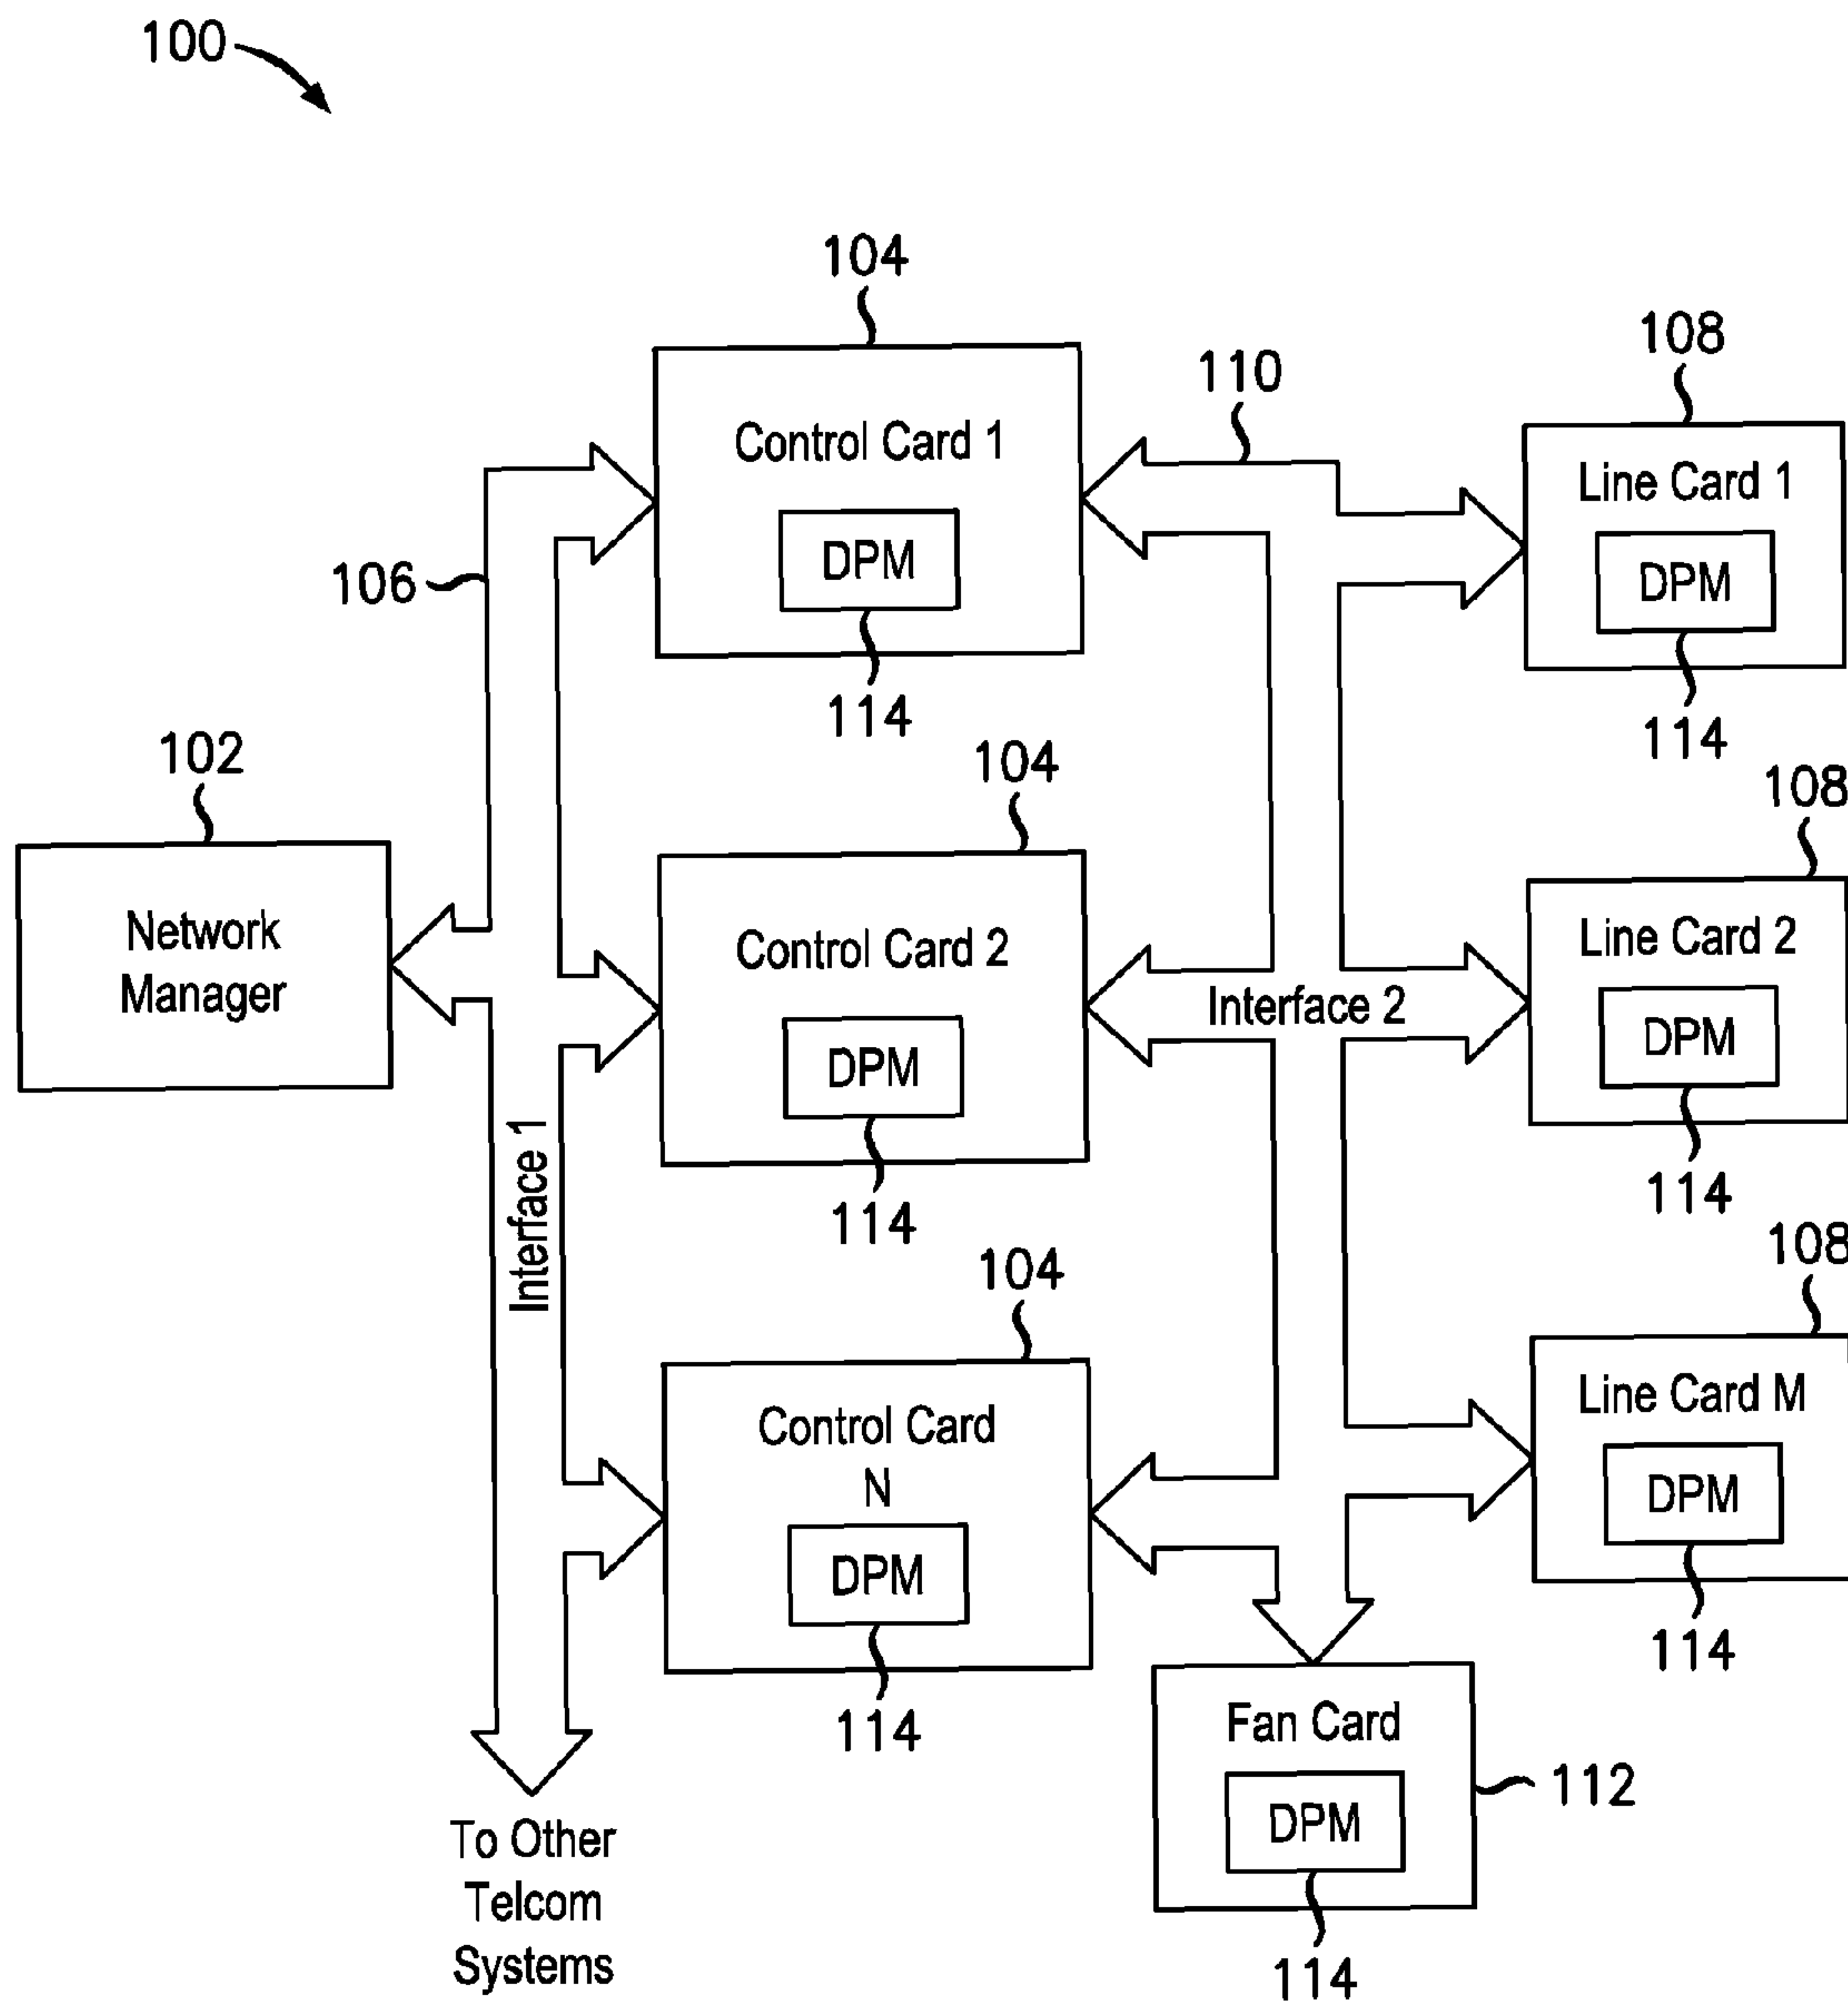 100
104
108
110
Control Card 1
Line Card 1
DPM
DPM
106
114
114
102
104
108
Network
Manager
Control Card 2
Line Card 2
Interface 2
DPM
DPM
Interface 1
114
114
104
108
Control Card
N
Line Card M
DPM
DPM
114
114
Fan Card
112
DPM
To Other
Telcom
Systems
114